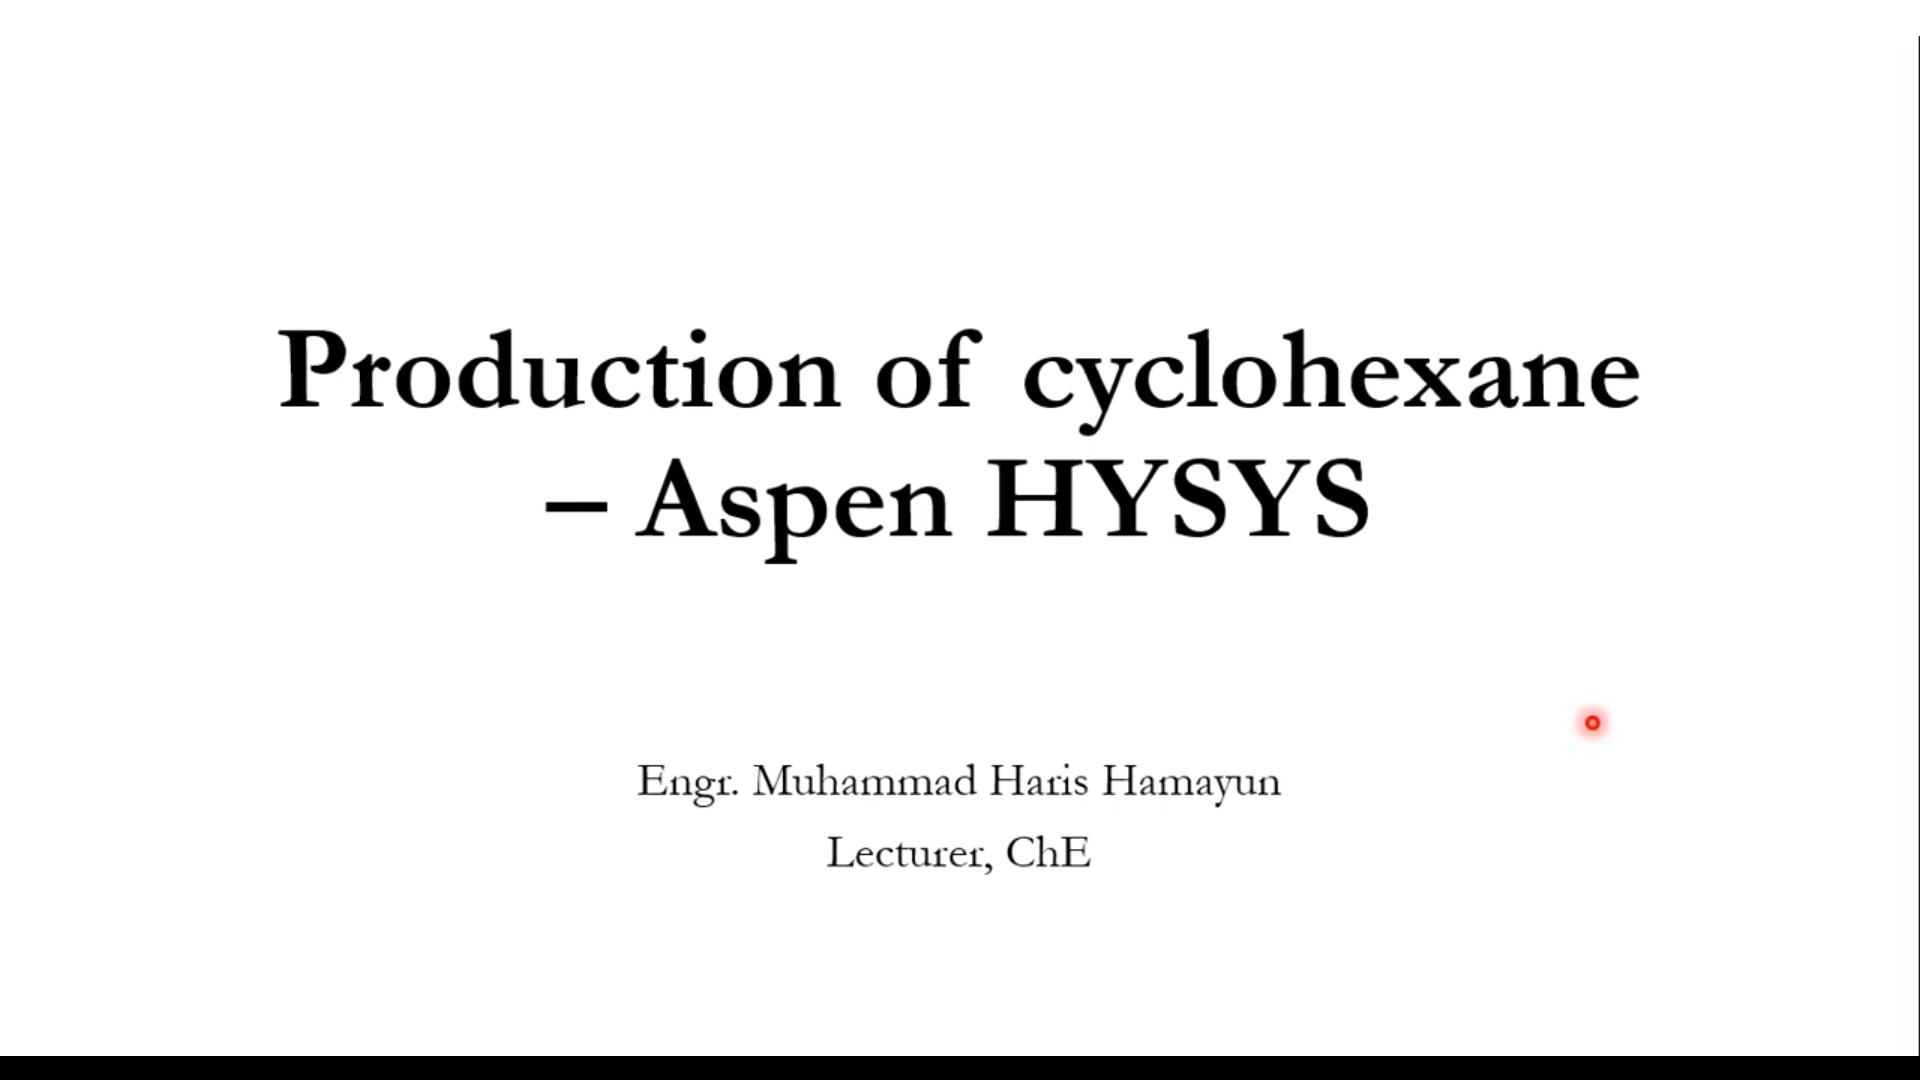 Production of cyclohexane
– Aspen HYSYS
Engr. Muhammad Haris Hamayun
Lecturer, ChE